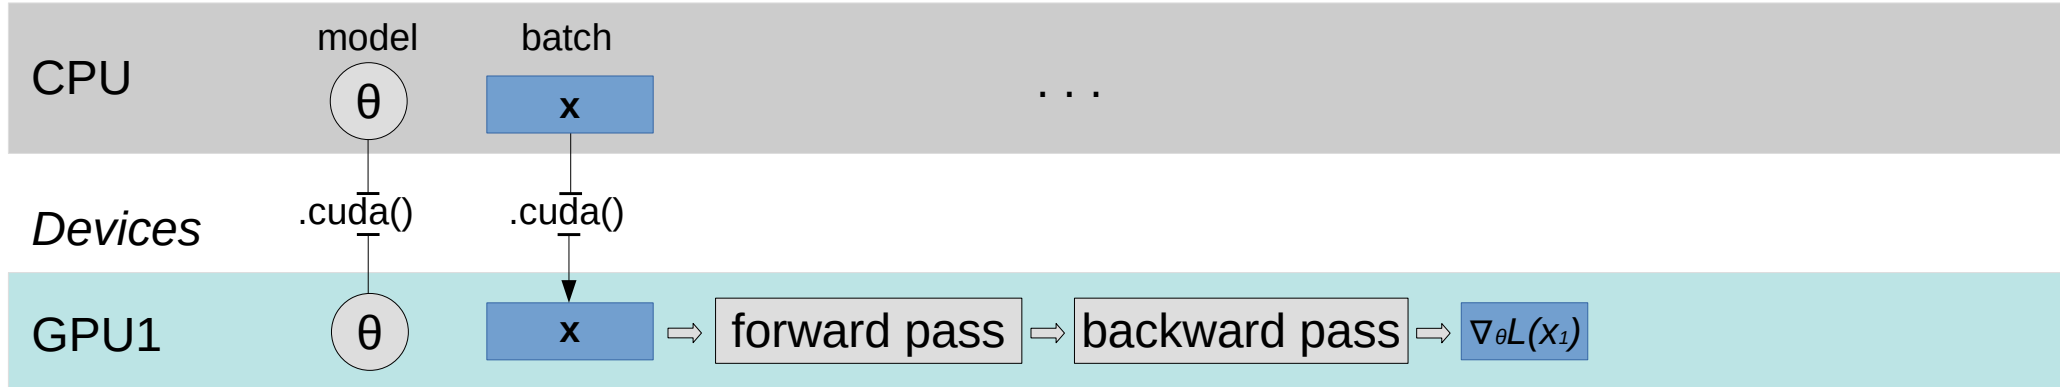 model batch
CPU θ x . . .
Devices .cuda() .cuda()
GPU1 θ x forward pass backward pass ∇θL(x₁)